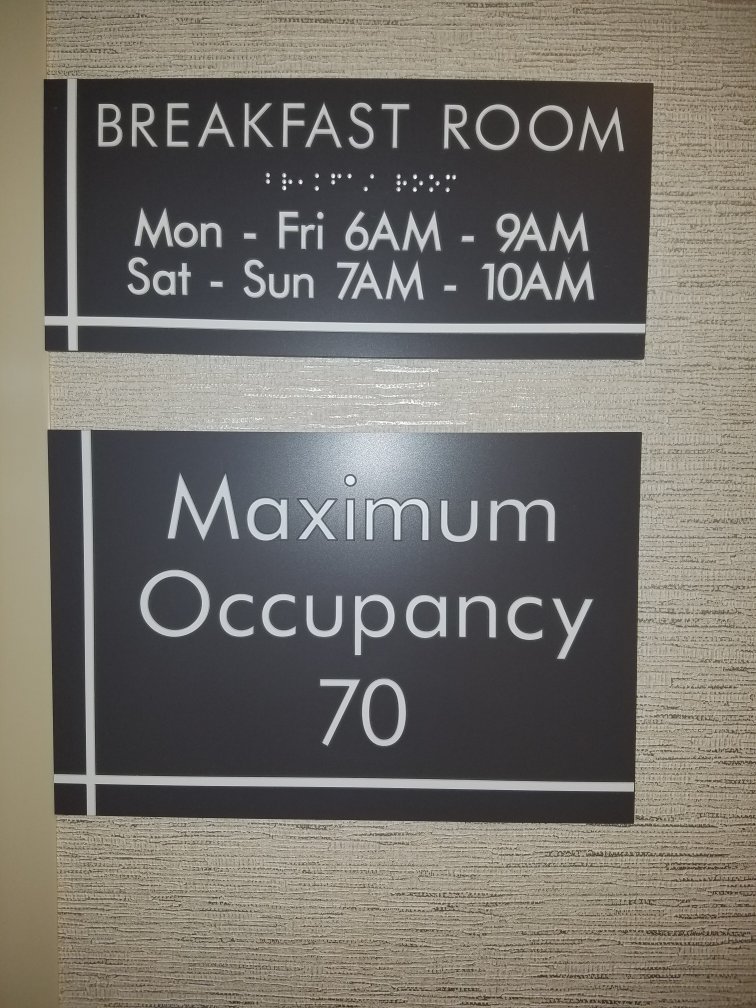 BREAKFAST ROOM
Mon - Fri 6AM - 9AM
Sat - Sun 7AM - 10AM
Maximum
Occupancy
70